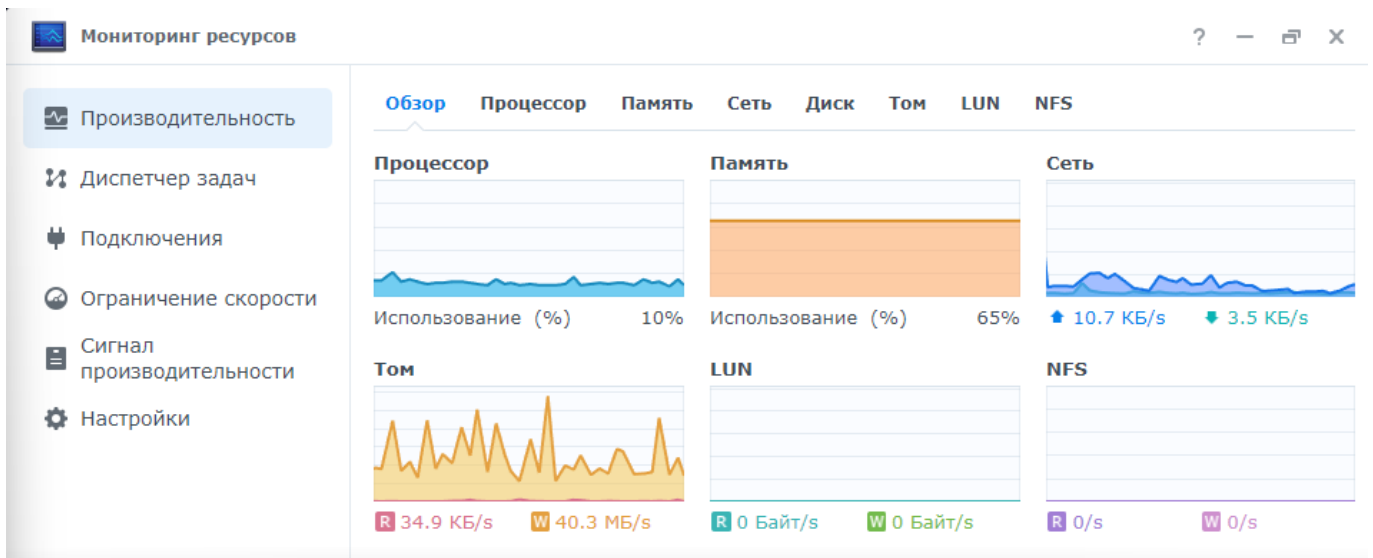 Мониторинг ресурсов
?
Производительность
Диспетчер задач
Подключения
Ограничение скорости
Сигнал
производительности
Настройки
Обзор Процессор Память Сеть Диск Том LUN NFS
Процессор
Использование (%) 10%
Память
Использование (%) 65%
Сеть
10.7 КБ/s 3.5 КБ/s
Том
R 34.9 КБ/s W 40.3 МБ/s
LUN
R 0 Байт/s W 0 Байт/s
NFS
R 0/s W 0/s